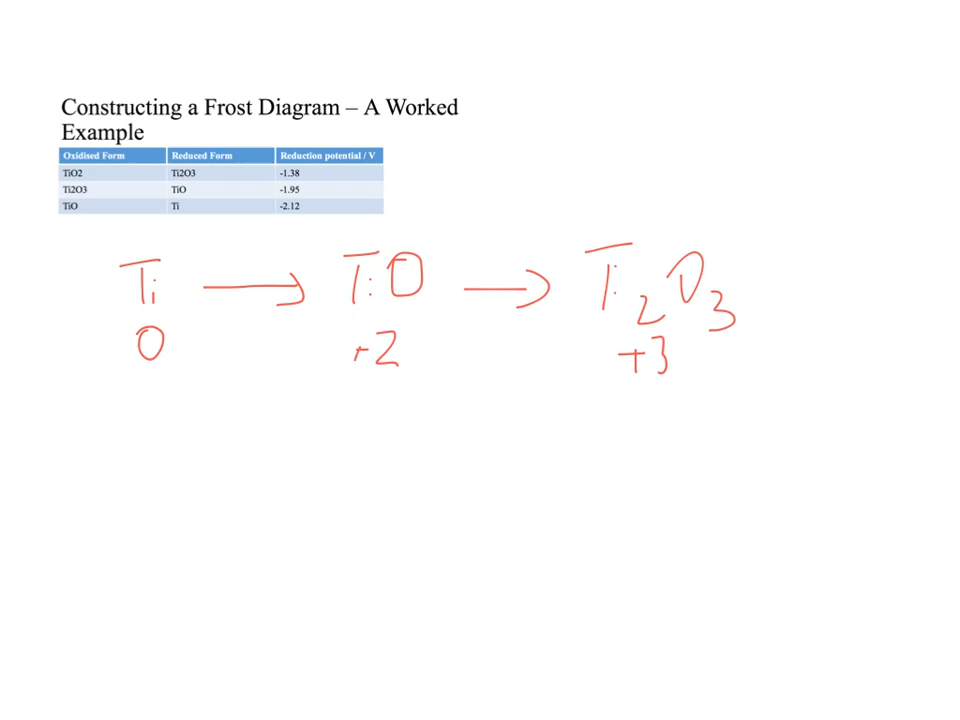 Constructing a Frost Diagram – A Worked
Example
Oxidised Form Reduced Form Reduction potential / V
TiO2 Ti2O3 -1.38
Ti2O3 TiO -1.95
TiO Ti -2.12
Ti → TiO → Ti2O3
0 +2 +3